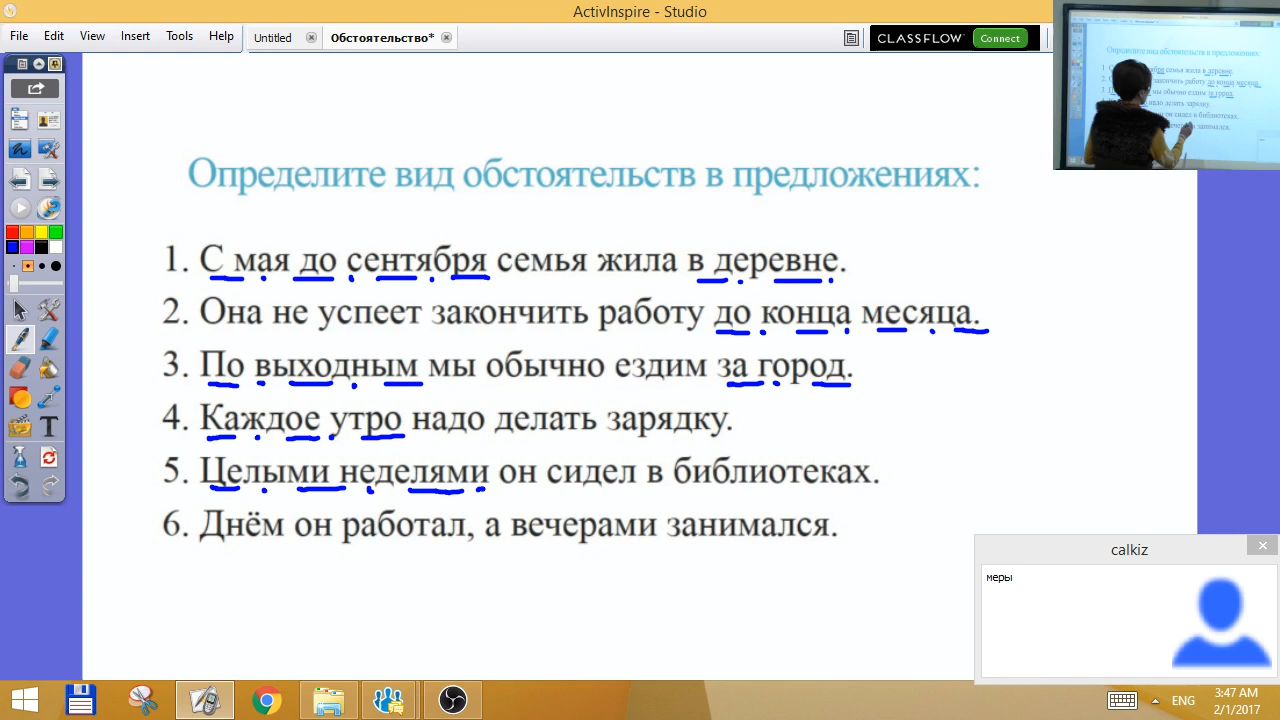 ActivInspire - Studio
File Edit View Insert Tools Help
Untitled
Обстоятельство*
CLASSFLOW Connect
Определите вид обстоятельств в предложениях:
1. С мая до сентября семья жила в деревне.
2. Она не успеет закончить работу до конца месяца.
3. По выходным мы обычно ездим за город.
4. Каждое утро надо делать зарядку.
5. Целыми неделями он сидел в библиотеках.
6. Днём он работал, а вечерами занимался.
calkiz
меры
ENG
3:47 AM
2/1/2017